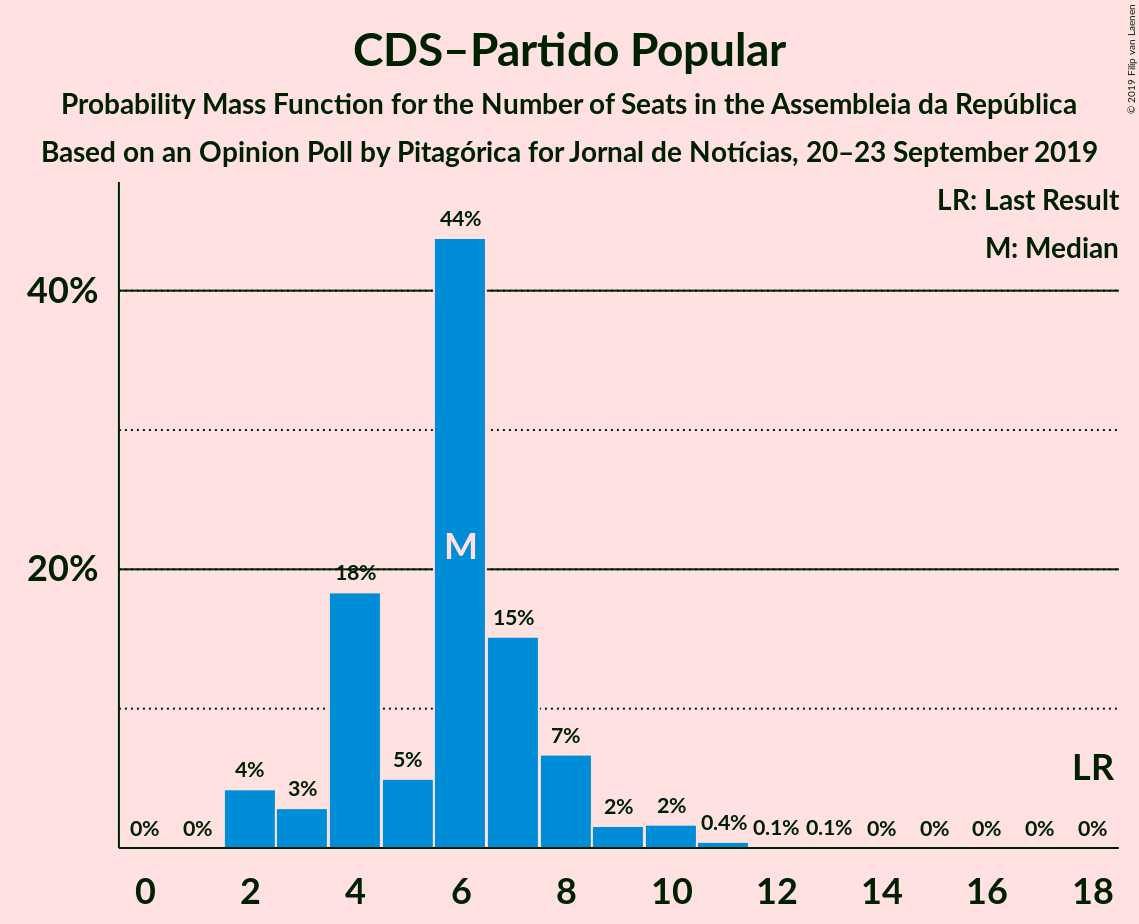 CDS–Partido Popular
Probability Mass Function for the Number of Seats in the Assembleia da República
Based on an Opinion Poll by Pitagórica for Jornal de Notícias, 20–23 September 2019
© 2019 Filip van Laenen
LR: Last Result
M: Median
44%
40%
M
20%
18%
15%
7%
LR
4%
5%
3%
2%
2%
0%
0%
0.4%
0.1%
0.1%
0%
0%
0%
0%
0%
0 2 4 6 8 10 12 14 16 18